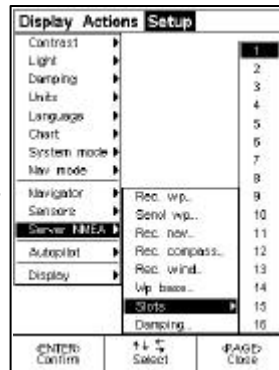 Display Actions Setup
Contrast
Light
Damping
Units
Language
Chart
System mode
Nav mode
Navigator
Sensors
Server NMEA
Autopilot
Display
Rec. wp..
Send wp..
Rec. nav..
Rec. compass..
Rec. wind..
Wp base..
Slots
Damping..
1
2
3
4
5
6
7
8
9
10
11
12
13
14
15
16
<ENTER>
Confirm
Select
<PAGE>
Close